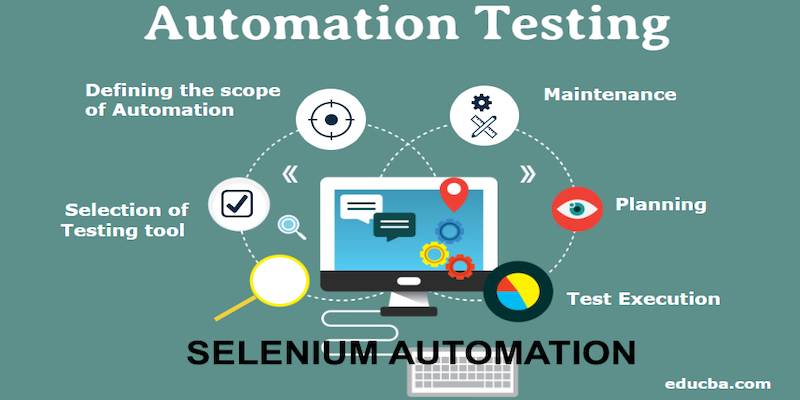 Automation Testing
Defining the scope
of Automation
Maintenance
Selection of
Testing tool
Planning
Test Execution
SELENIUM AUTOMATION
educba.com